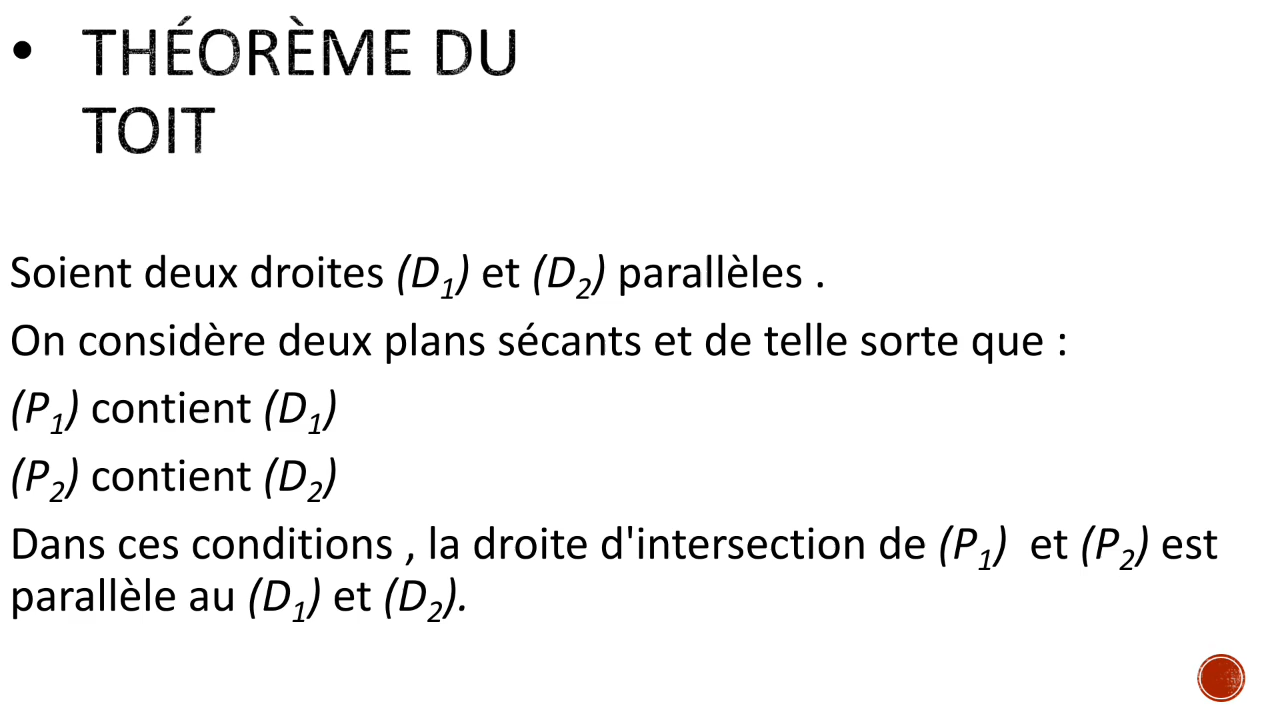 • THÉORÈME DU
TOIT
Soient deux droites (D₁) et (D₂) parallèles .
On considère deux plans sécants et de telle sorte que :
(P₁) contient (D₁)
(P₂) contient (D₂)
Dans ces conditions , la droite d'intersection de (P₁)  et (P₂) est
parallèle au (D₁) et (D₂).